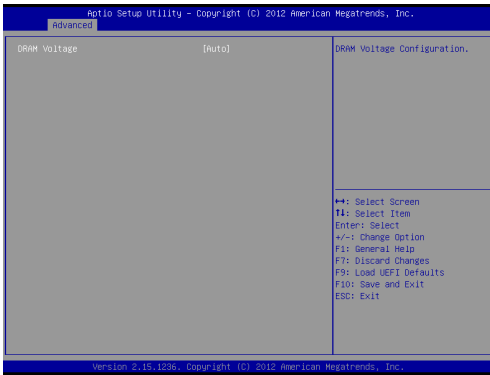 Aptio Setup Utility – Copyright (C) 2012 American Megatrends, Inc.
Advanced
DRAM Voltage [Auto]
DRAM Voltage Configuration.
↔: Select Screen
↑↓: Select Item
Enter: Select
+/-: Change Option
F1: General Help
F7: Discard Changes
F9: Load UEFI Defaults
F10: Save and Exit
ESC: Exit
Version 2.15.1236. Copyright (C) 2012 American Megatrends, Inc.